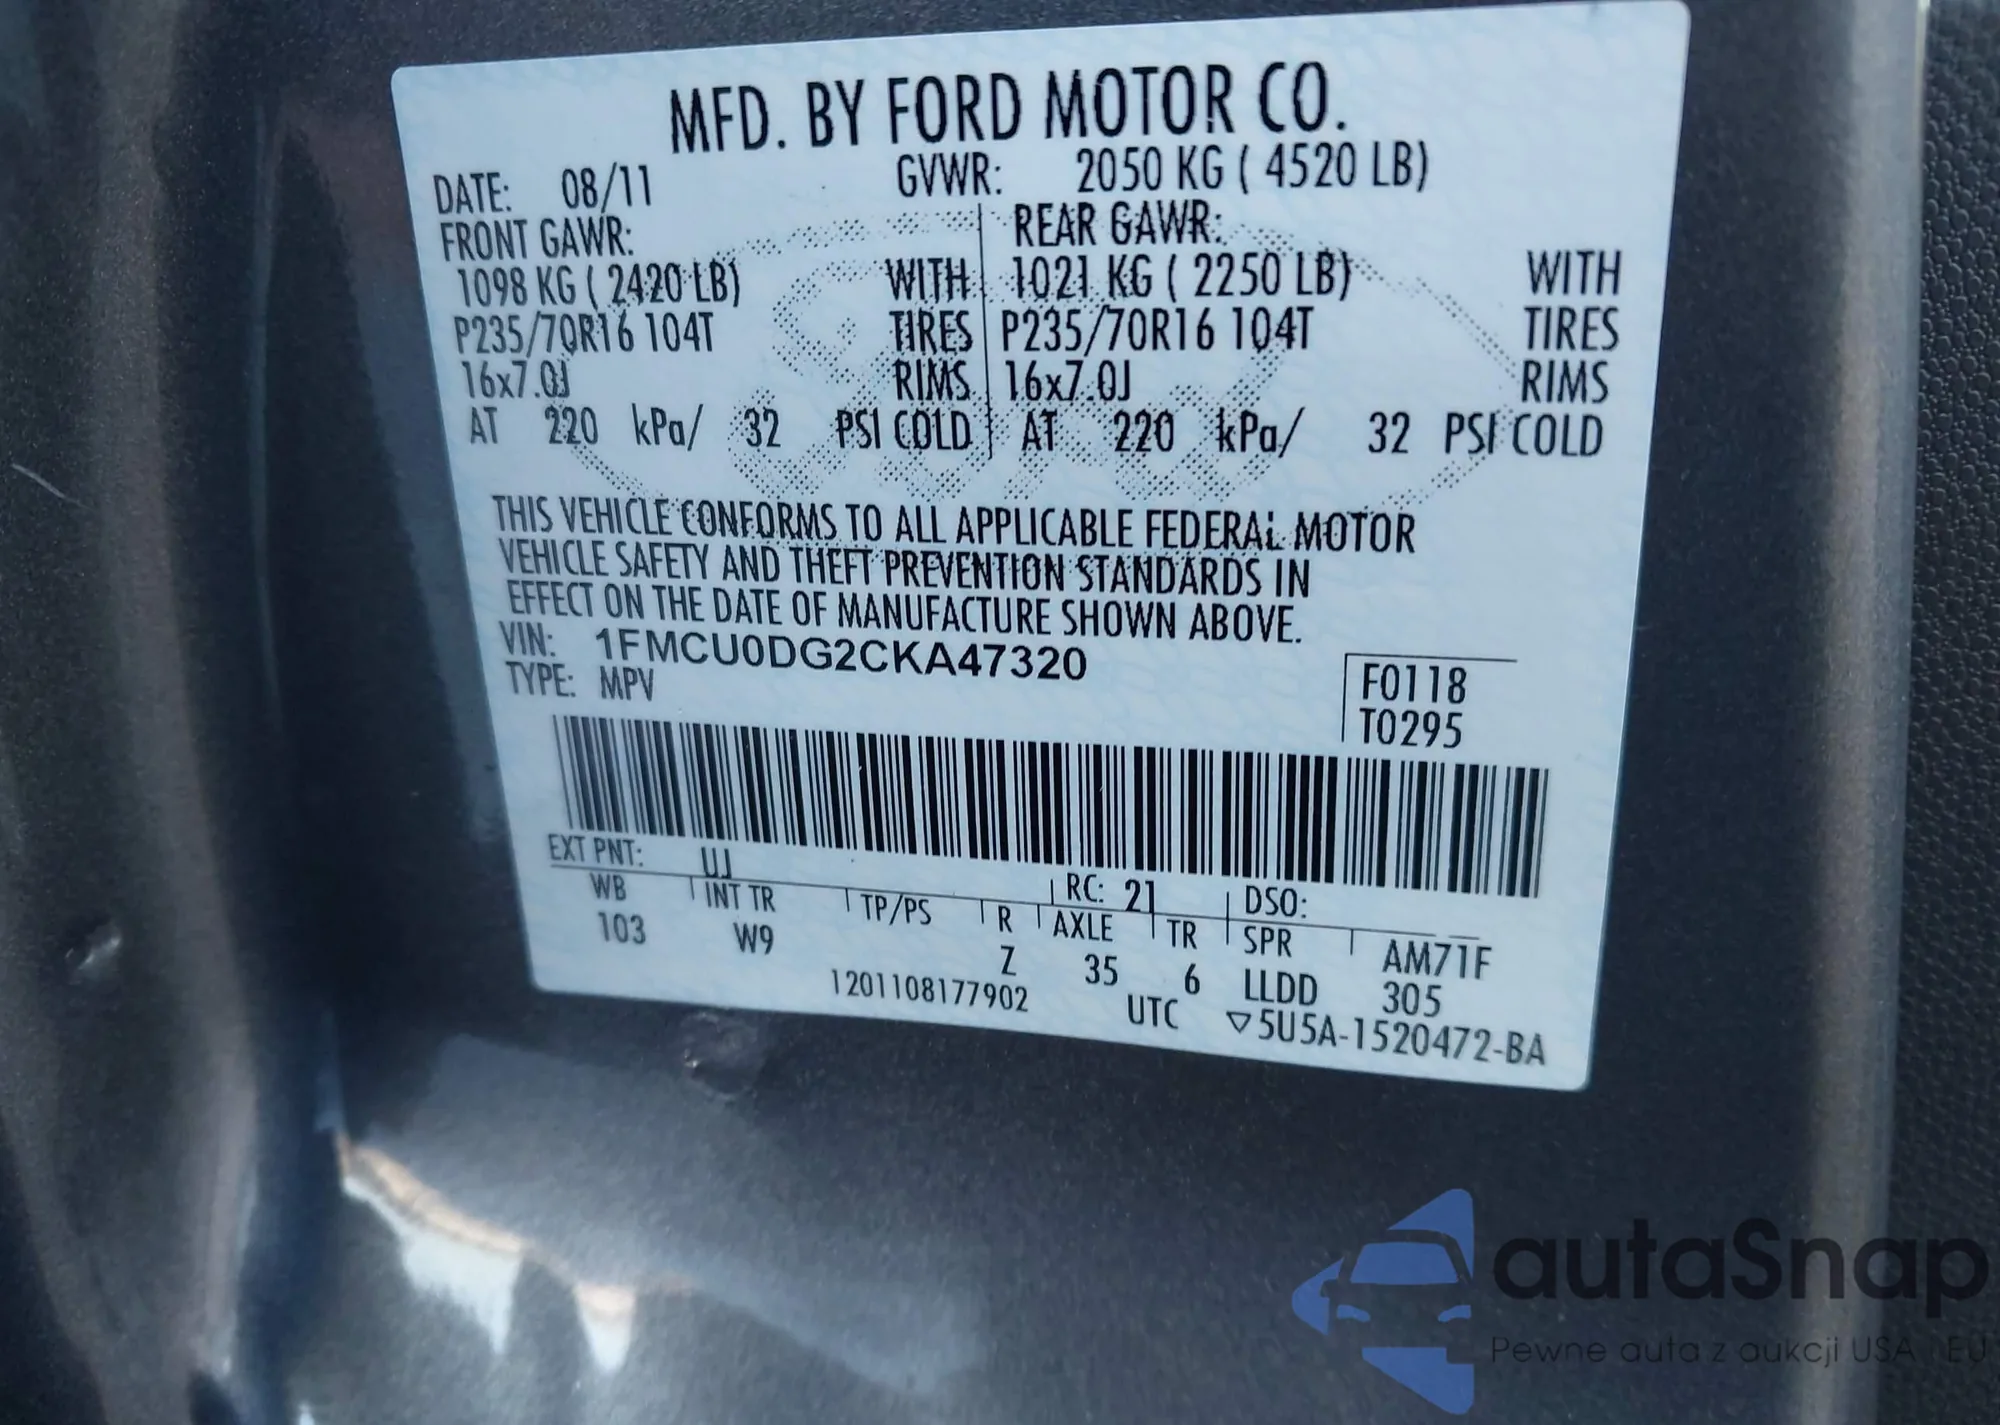 MFD. BY FORD MOTOR CO.
DATE: 08/11 GVWR: 2050 KG ( 4520 LB)
FRONT GAWR: REAR GAWR:
1098 KG ( 2420 LB) WITH 1021 KG ( 2250 LB) WITH
P235/70R16 104T TIRES P235/70R16 104T TIRES
16x7.0J RIMS 16x7.0J RIMS
AT 220 kPa/ 32 PSI COLD AT 220 kPa/ 32 PSI COLD
THIS VEHICLE CONFORMS TO ALL APPLICABLE FEDERAL MOTOR
VEHICLE SAFETY AND THEFT PREVENTION STANDARDS IN
EFFECT ON THE DATE OF MANUFACTURE SHOWN ABOVE.
VIN: 1FMCU0DG2CKA47320
TYPE: MPV
F0118
T0295
EXT PNT: UJ RC: 21 DSO:
WB INT TR TP/PS R AXLE TR SPR AM71F
103 W9 Z 35 6 LLDD 305
1201108177902 UTC ▽5U5A-1520472-BA
autoSnap
Pewne auta z aukcji USA i EU